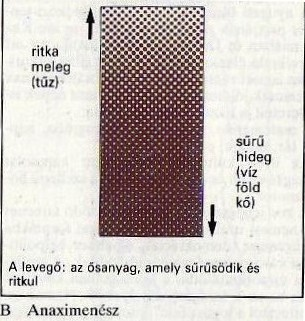 ritka
meleg
(tűz)
sűrű
hideg
(víz
föld
kő)
A levegő: az ősanyag, amely sűrűsödik és
ritkul
B Anaximenész